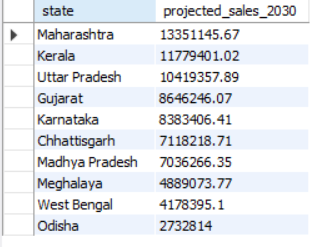 state projected_sales_2030
Maharashtra 13351145.67
Kerala 11779401.02
Uttar Pradesh 10419357.89
Gujarat 8646246.07
Karnataka 8383406.41
Chhattisgarh 7118218.71
Madhya Pradesh 7036266.35
Meghalaya 4889073.77
West Bengal 4178395.1
Odisha 2732814